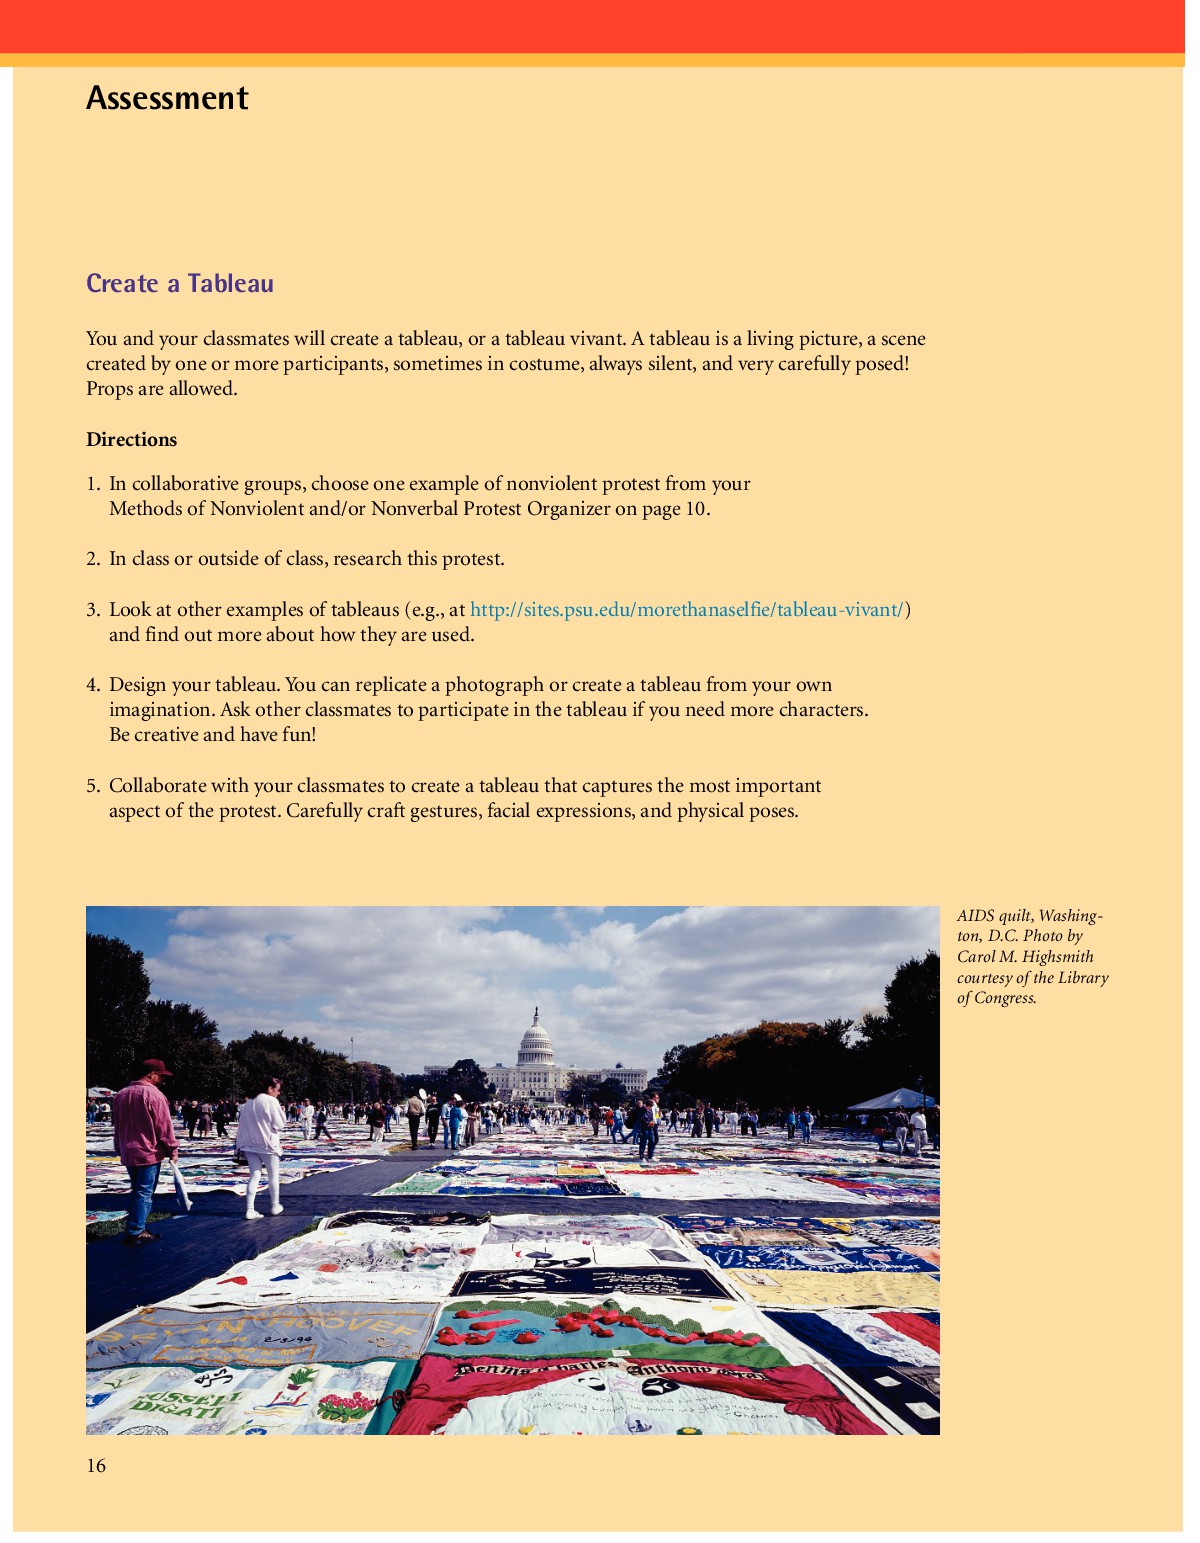 Assessment
Create a Tableau
You and your classmates will create a tableau, or a tableau vivant. A tableau is a living picture, a scene
created by one or more participants, sometimes in costume, always silent, and very carefully posed!
Props are allowed.
Directions
1. In collaborative groups, choose one example of nonviolent protest from your
Methods of Nonviolent and/or Nonverbal Protest Organizer on page 10.
2. In class or outside of class, research this protest.
3. Look at other examples of tableaus (e.g., at http://sites.psu.edu/morethanaselfie/tableau-vivant/)
and find out more about how they are used.
4. Design your tableau. You can replicate a photograph or create a tableau from your own
imagination. Ask other classmates to participate in the tableau if you need more characters.
Be creative and have fun!
5. Collaborate with your classmates to create a tableau that captures the most important
aspect of the protest. Carefully craft gestures, facial expressions, and physical poses.
AIDS quilt, Washing-
ton, D.C. Photo by
Carol M. Highsmith
courtesy of the Library
of Congress.
HOOVER
2/3/94
Anthony
16